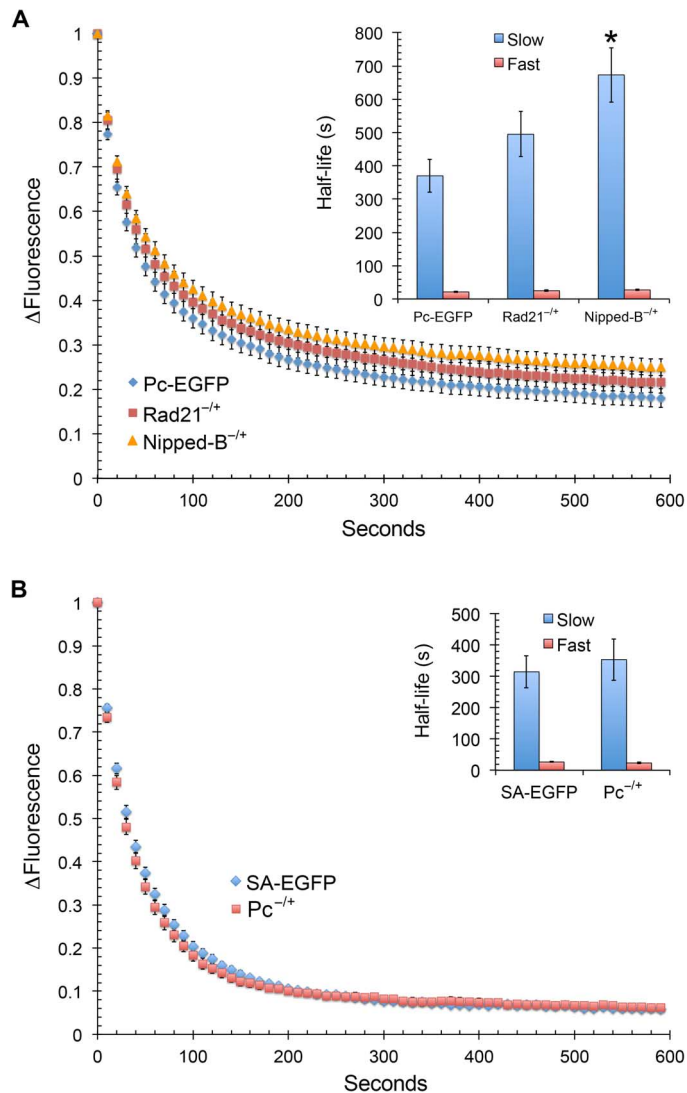 A
1
0.9
0.8
0.7
0.6
0.5
0.4
0.3
0.2
0.1
0
ΔFluorescence
0 100 200 300 400 500 600
Seconds
Pc-EGFP
Rad21⁻/⁺
Nipped-B⁻/⁺
800
700
600
500
400
300
200
100
0
Half-life (s)
Slow
Fast
*
Pc-EGFP Rad21⁻/⁺ Nipped-B⁻/⁺
B
1
0.9
0.8
0.7
0.6
0.5
0.4
0.3
0.2
0.1
0
ΔFluorescence
0 100 200 300 400 500 600
Seconds
SA-EGFP
Pc⁻/⁺
500
400
300
200
100
0
Half-life (s)
Slow
Fast
SA-EGFP Pc⁻/⁺